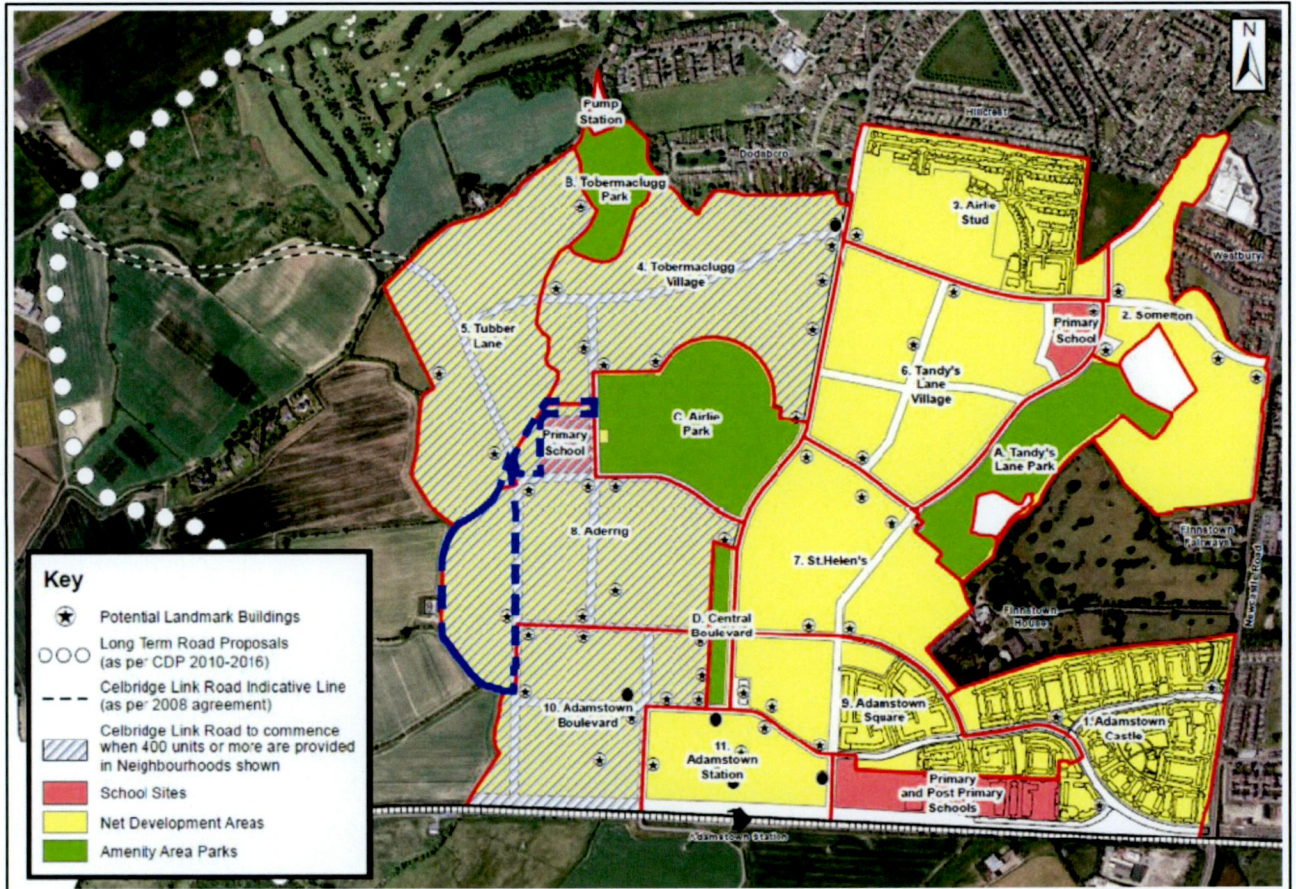 N
Pump
Station
Hillcrest
Dodsboro
B. Tobermaclugg
Park
3. Airlie
Stud
Westbury
4. Tobermaclugg
Village
5. Tubber
Lane
Primary
School
2. Somerton
6. Tandy's
Lane
Village
C. Airlie
Park
Primary
School
A. Tandy's
Lane Park
8. Aderrig
7. St.Helen's
Finnstown
Fairways
Newcastle Road
Finnstown
House
D. Central
Boulevard
10. Adamstown
Boulevard
9. Adamstown
Square
1. Adamstown
Castle
11.
Adamstown
Station
Primary
and Post Primary
Schools
Adamstown Station
Key
Potential Landmark Buildings
Long Term Road Proposals
(as per CDP 2010-2016)
Celbridge Link Road Indicative Line
(as per 2008 agreement)
Celbridge Link Road to commence
when 400 units or more are provided
in Neighbourhoods shown
School Sites
Net Development Areas
Amenity Area Parks